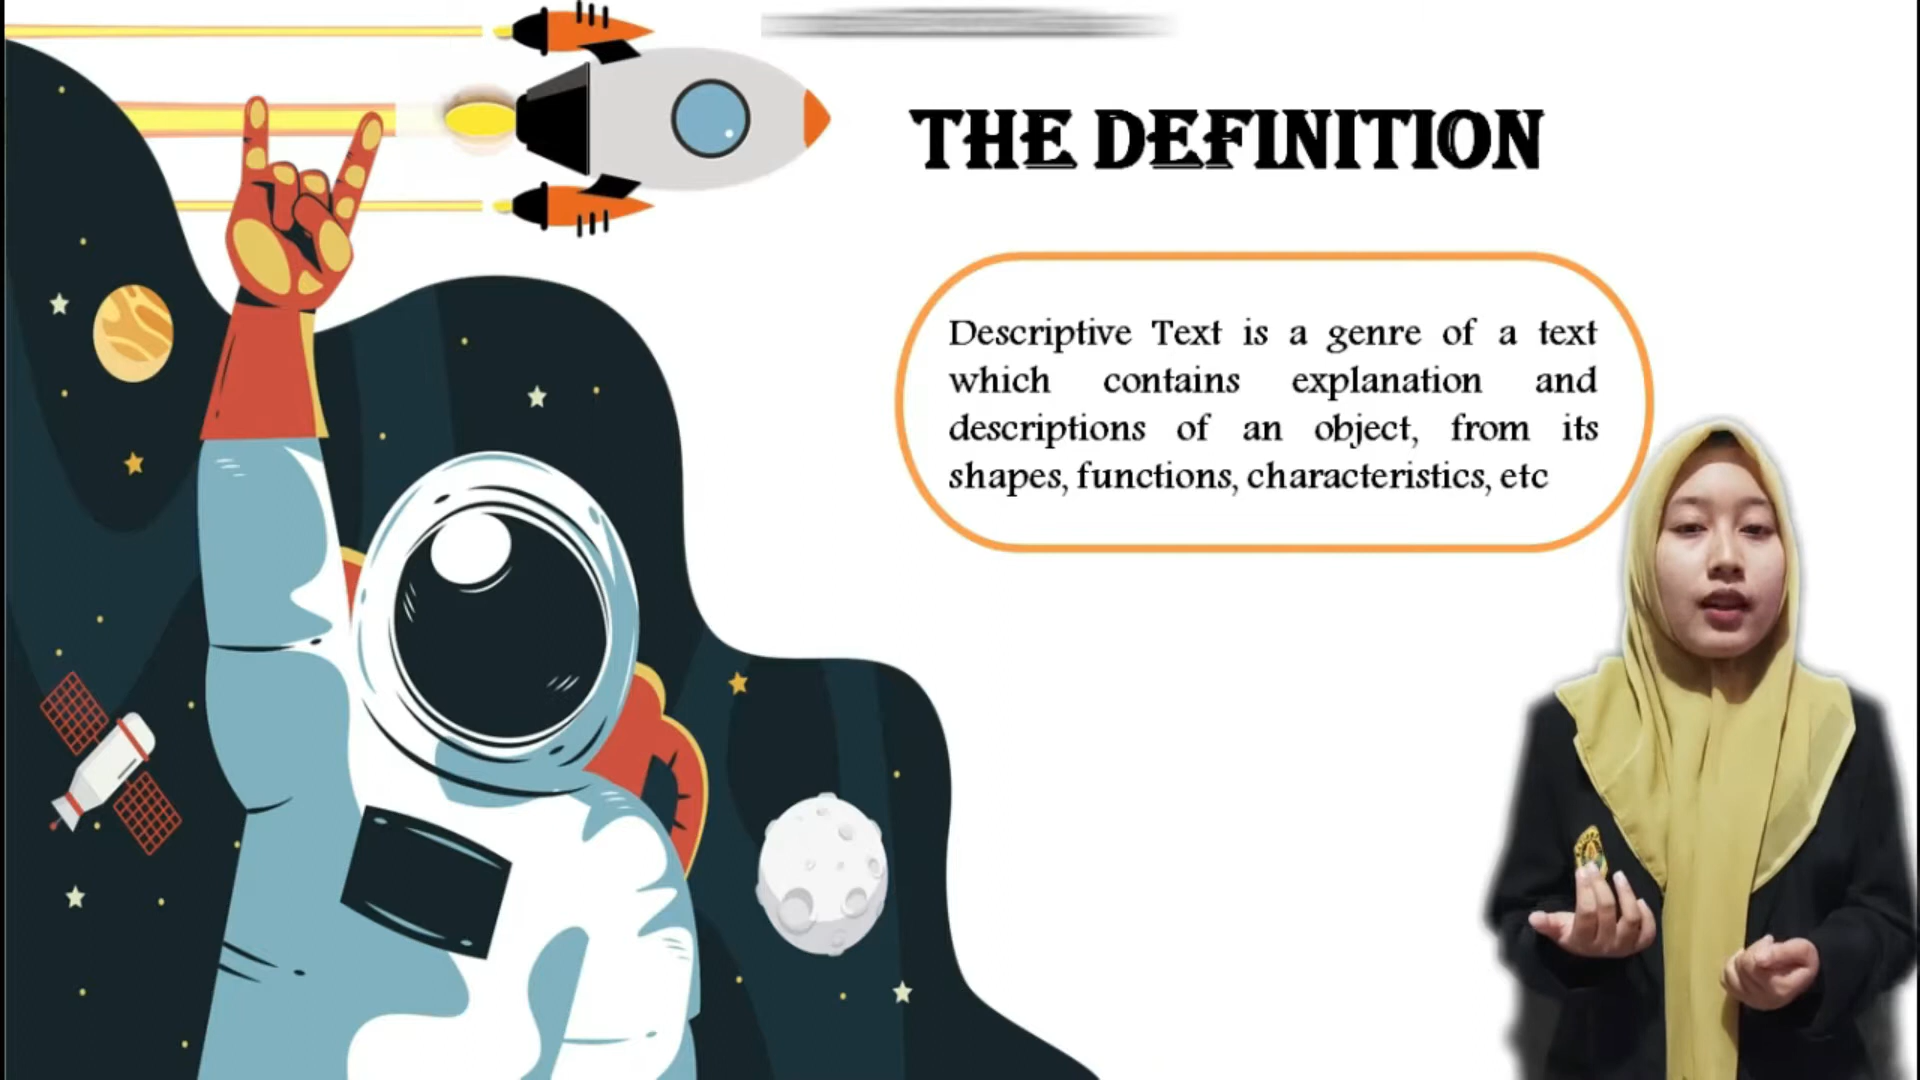 THE DEFINITION
Descriptive Text is a genre of a text
which contains explanation and
descriptions of an object, from its
shapes, functions, characteristics, etc